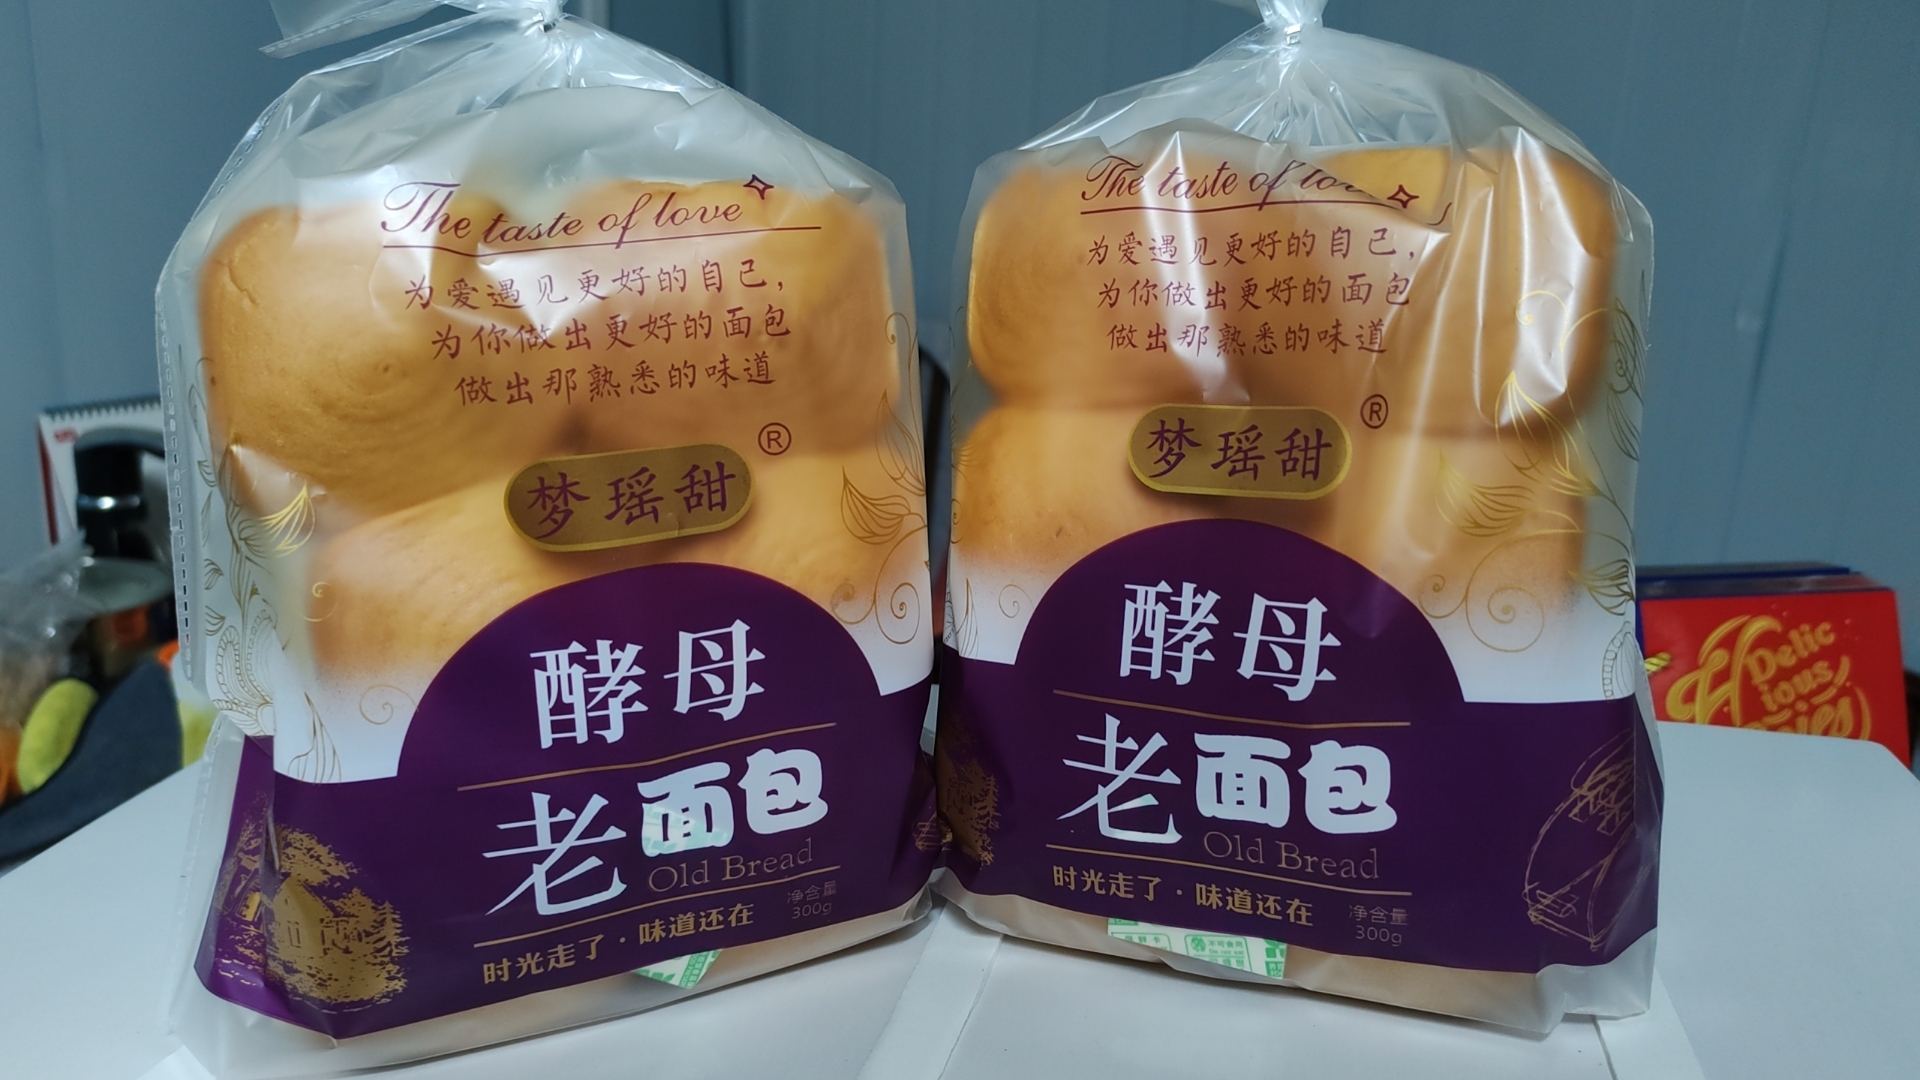 The taste of love
为爱遇见更好的自己,
为你做出更好的面包
做出那熟悉的味道
梦瑶甜®
酵母
老面包
Old Bread
时光走了·味道还在
净含量
300g
The taste of love
为爱遇见更好的自己,
为你做出更好的面包
做出那熟悉的味道
梦瑶甜®
酵母
老面包
Old Bread
时光走了·味道还在
净含量
300g
不可食用
Delic
ious